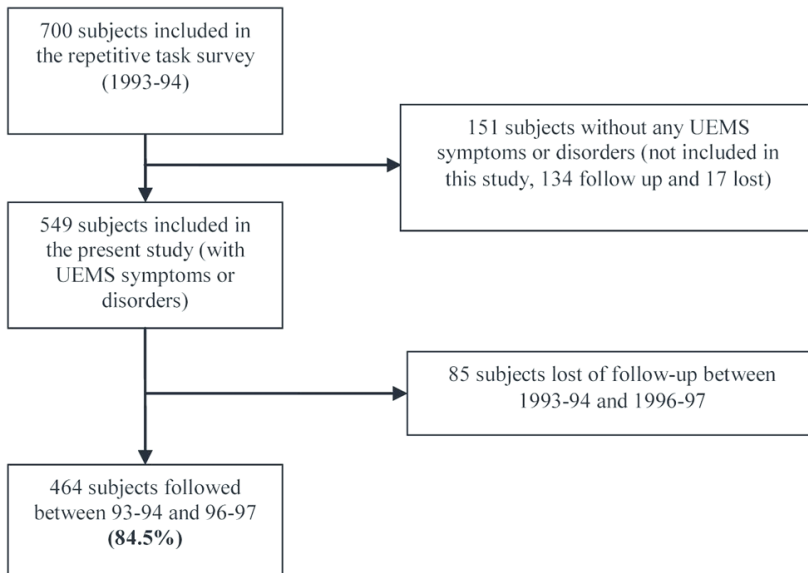 700 subjects included in
the repetitive task survey
(1993-94)
151 subjects without any UEMS
symptoms or disorders (not included in
this study, 134 follow up and 17 lost)
549 subjects included in
the present study (with
UEMS symptoms or
disorders)
85 subjects lost of follow-up between
1993-94 and 1996-97
464 subjects followed
between 93-94 and 96-97
(84.5%)